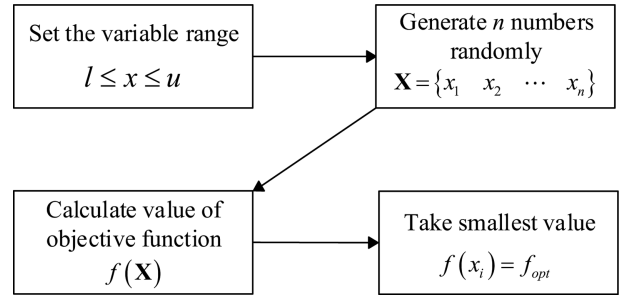 Set the variable range
l ≤ x ≤ u
Generate n numbers
randomly
X = {x₁ x₂ ⋯ xₙ}
Calculate value of
objective function
f(X)
Take smallest value
f(xᵢ) = fₒₚₜ